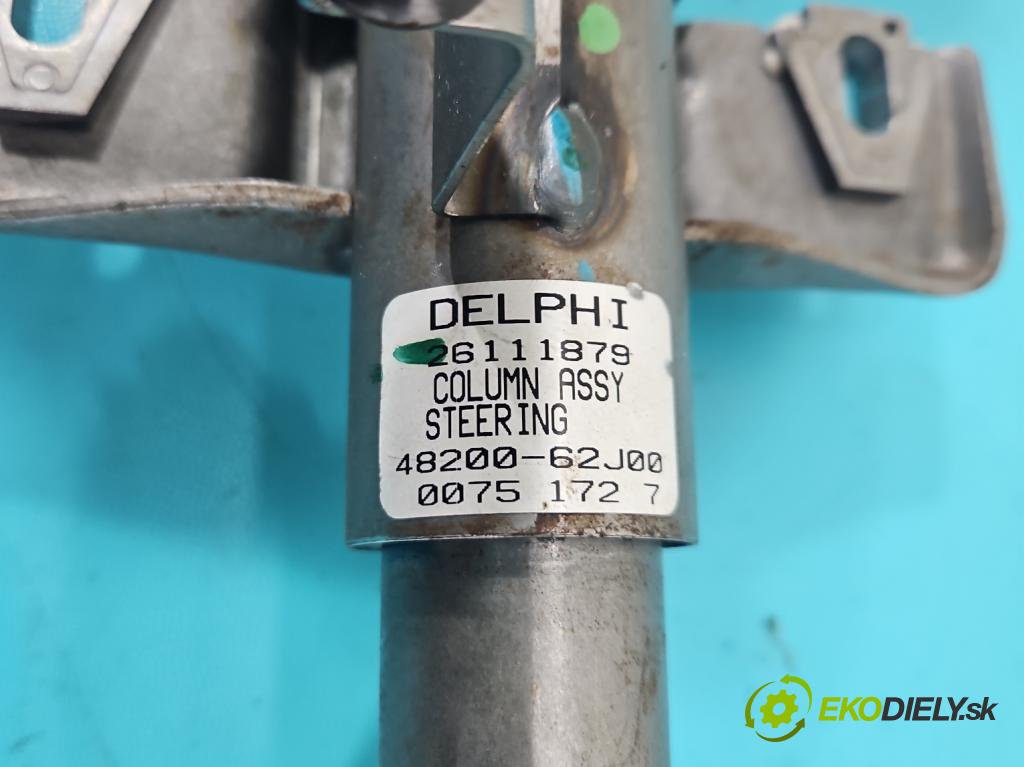 DELPHI
26111879
COLUMN ASSY
STEERING
48200-62J00
0075 172 7
EKODIELY.sk